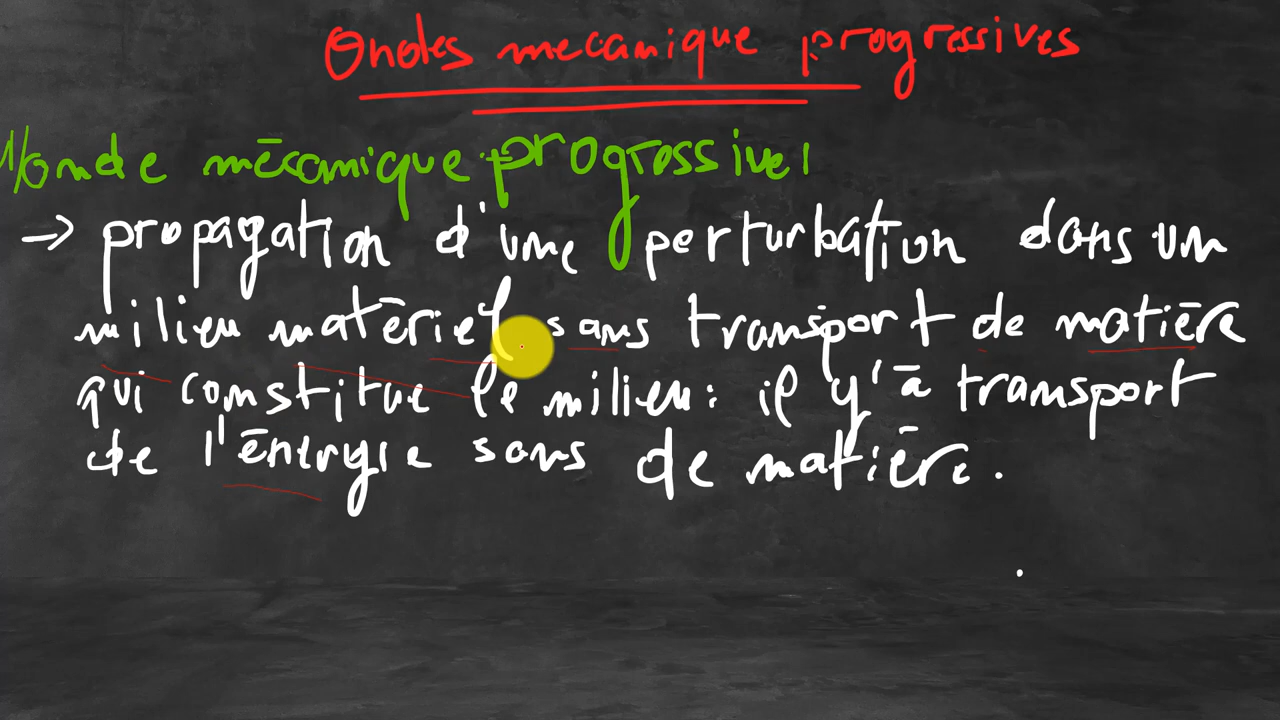 Ondes mecanique progressives
1/onde mécanique progressive1
→ propagation d'une perturbation dans un
milieu matériel sans transport de matière
qui constitue le milieu: il y'à transport
de l'énergie sans de matière.